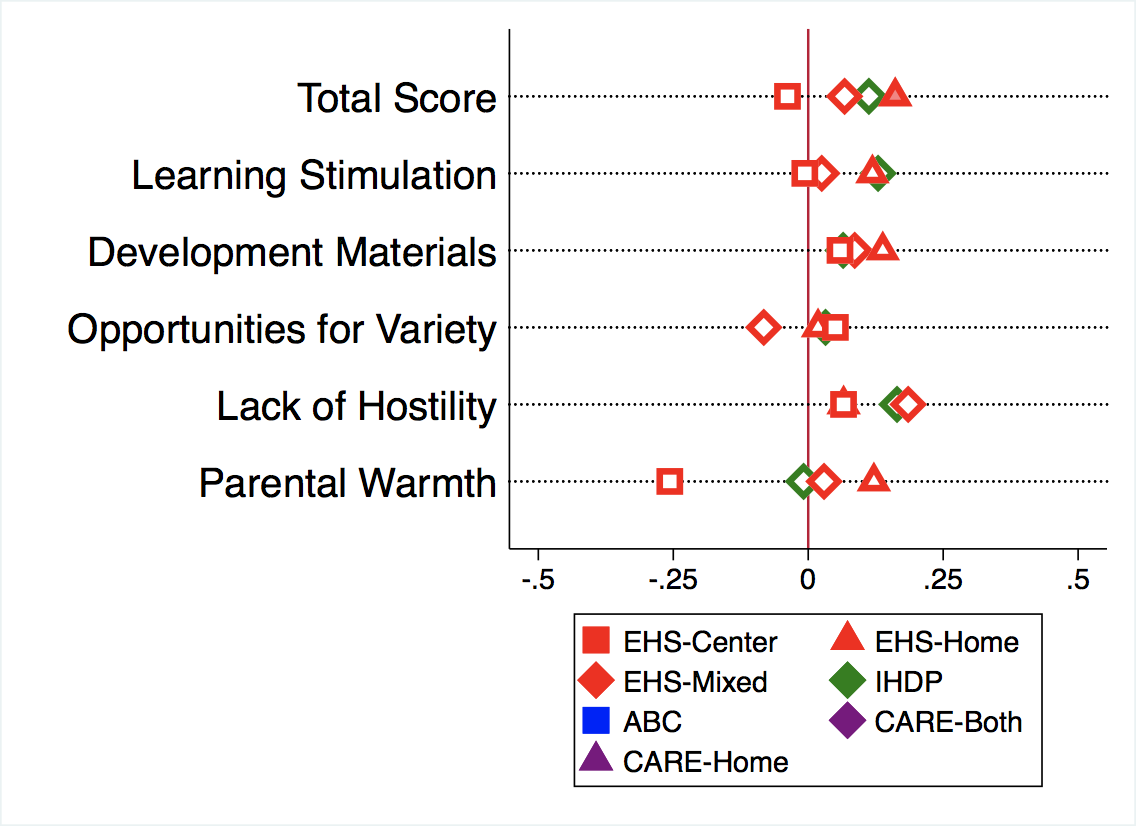 Total Score
Learning Stimulation
Development Materials
Opportunities for Variety
Lack of Hostility
Parental Warmth
-.5 -.25 0 .25 .5
EHS-Center EHS-Home
EHS-Mixed IHDP
ABC CARE-Both
CARE-Home